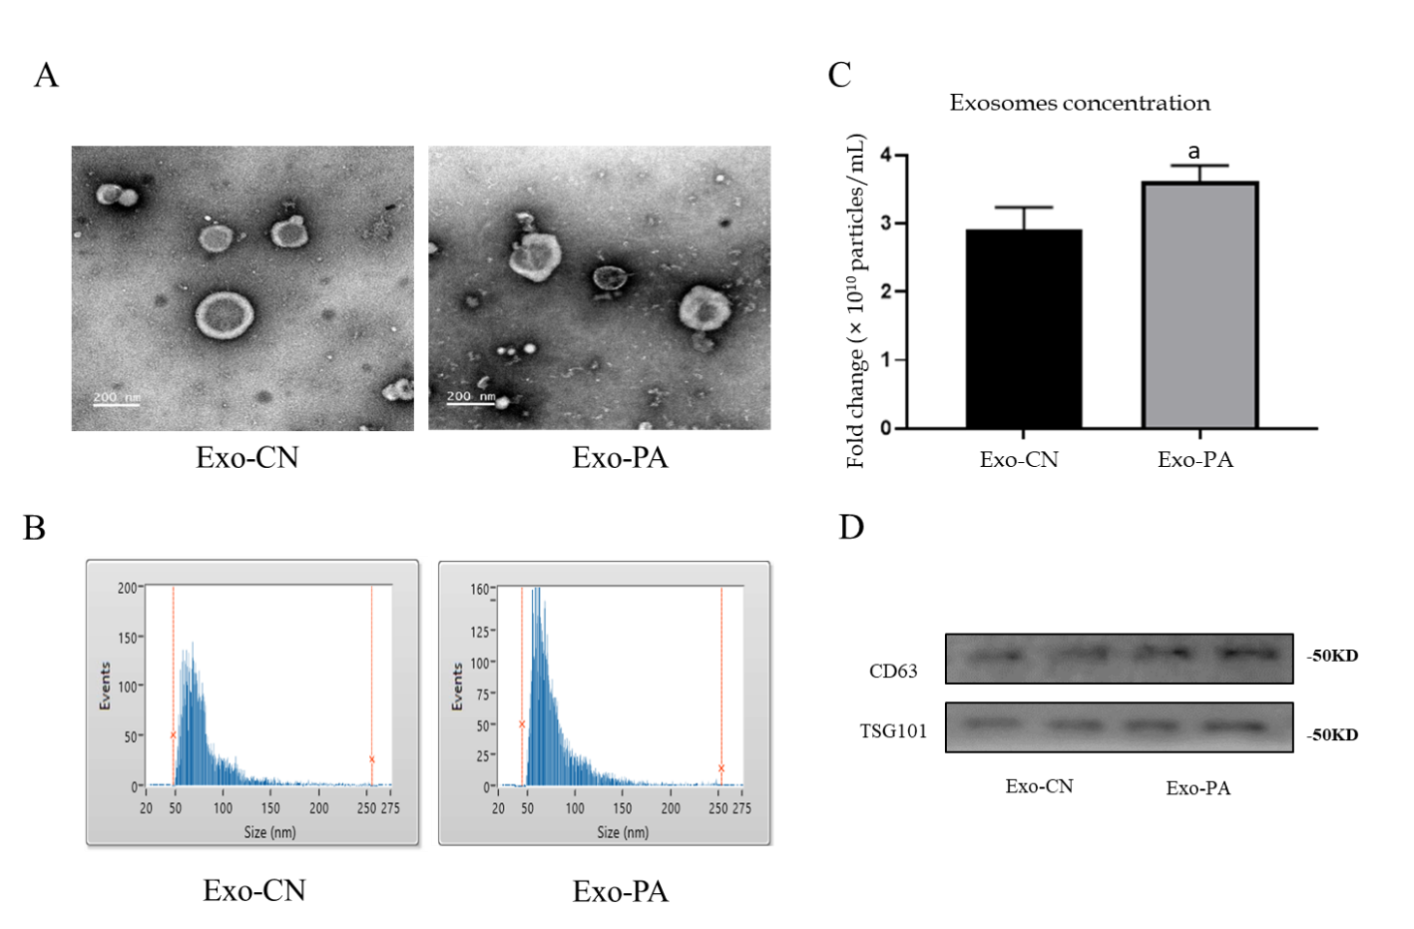 A
200 nm
200 nm
Exo-CN
Exo-PA
B
Events
200
150
100
50
0
20 50 100 150 200 250 275
Size (nm)
Exo-CN
Events
160
125
100
75
50
25
0
20 50 100 150 200 250 275
Size (nm)
Exo-PA
C
Exosomes concentration
Fold change (× 10¹⁰ particles/mL)
4
3
2
1
0
a
Exo-CN
Exo-PA
D
CD63
-50KD
TSG101
-50KD
Exo-CN
Exo-PA